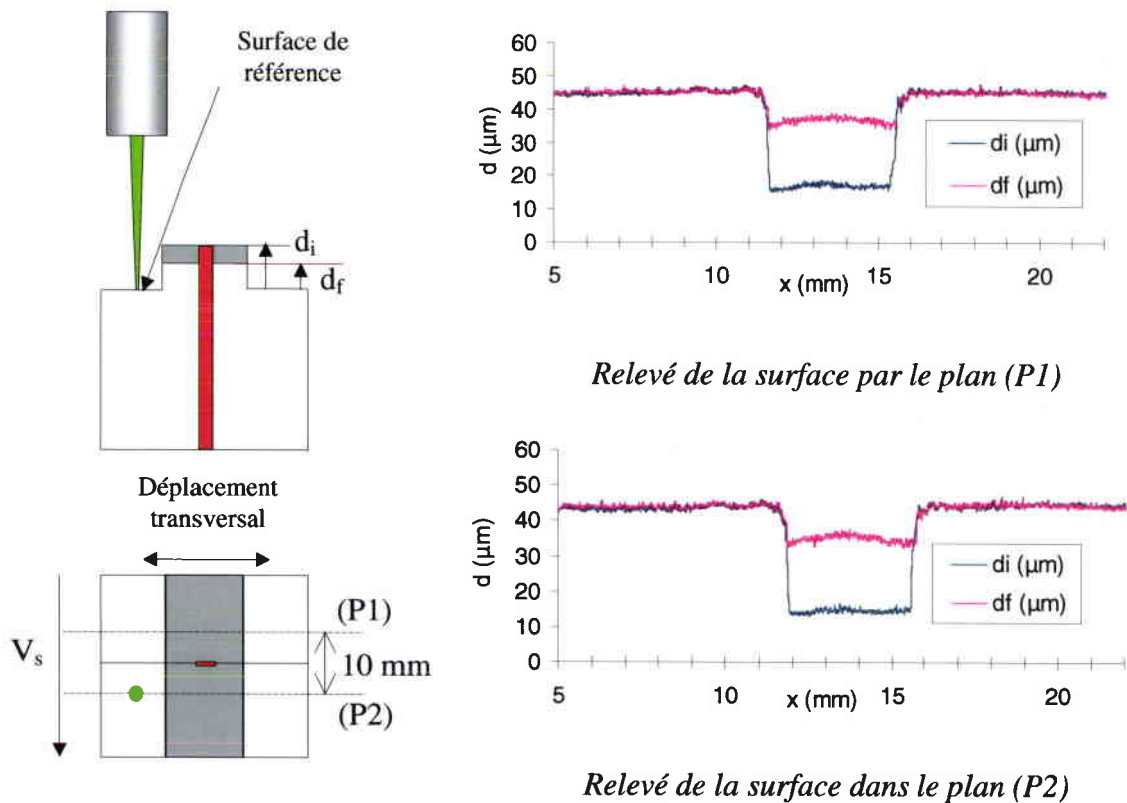 Surface de
référence
d_i
d_f
Déplacement
transversal
(P1)
V_s
10 mm
(P2)
60
50
40
30
20
10
0
d (µm)
di (µm)
df (µm)
5
10
15
20
x (mm)
Relevé de la surface par le plan (P1)
60
50
40
30
20
10
0
d (µm)
di (µm)
df (µm)
5
10
15
20
x (mm)
Relevé de la surface dans le plan (P2)